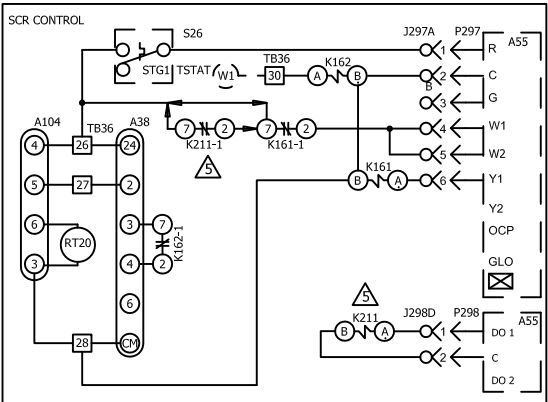 SCR CONTROL
S26
J297A P297 A55
STG1 TSTAT
W1
TB36
30
K162
A B
1 R
2 C
B
3 G
4 W1
5 W2
6 Y1
Y2
OCP
GLO
A104 TB36 A38
7 2
K211-1
5
7 2
K161-1
4 26 24
5 27 2
6 RT20 3 7
K162-1
3 4 2
6
28 CM
K161
B A
5
K211
B A
J298D P298 A55
1 DO 1
2 C
DO 2